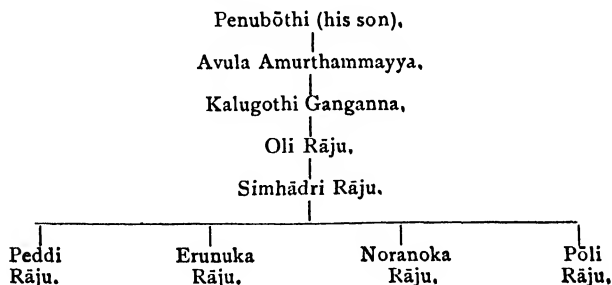 Penubōthi (his son),
Avula Amurthammayya,
Kalugothi Ganganna,
Oli Rāju,
Simhādri Rāju,
Peddi Erunuka Noranoka Pōli
Rāju, Rāju, Rāju, Rāju,